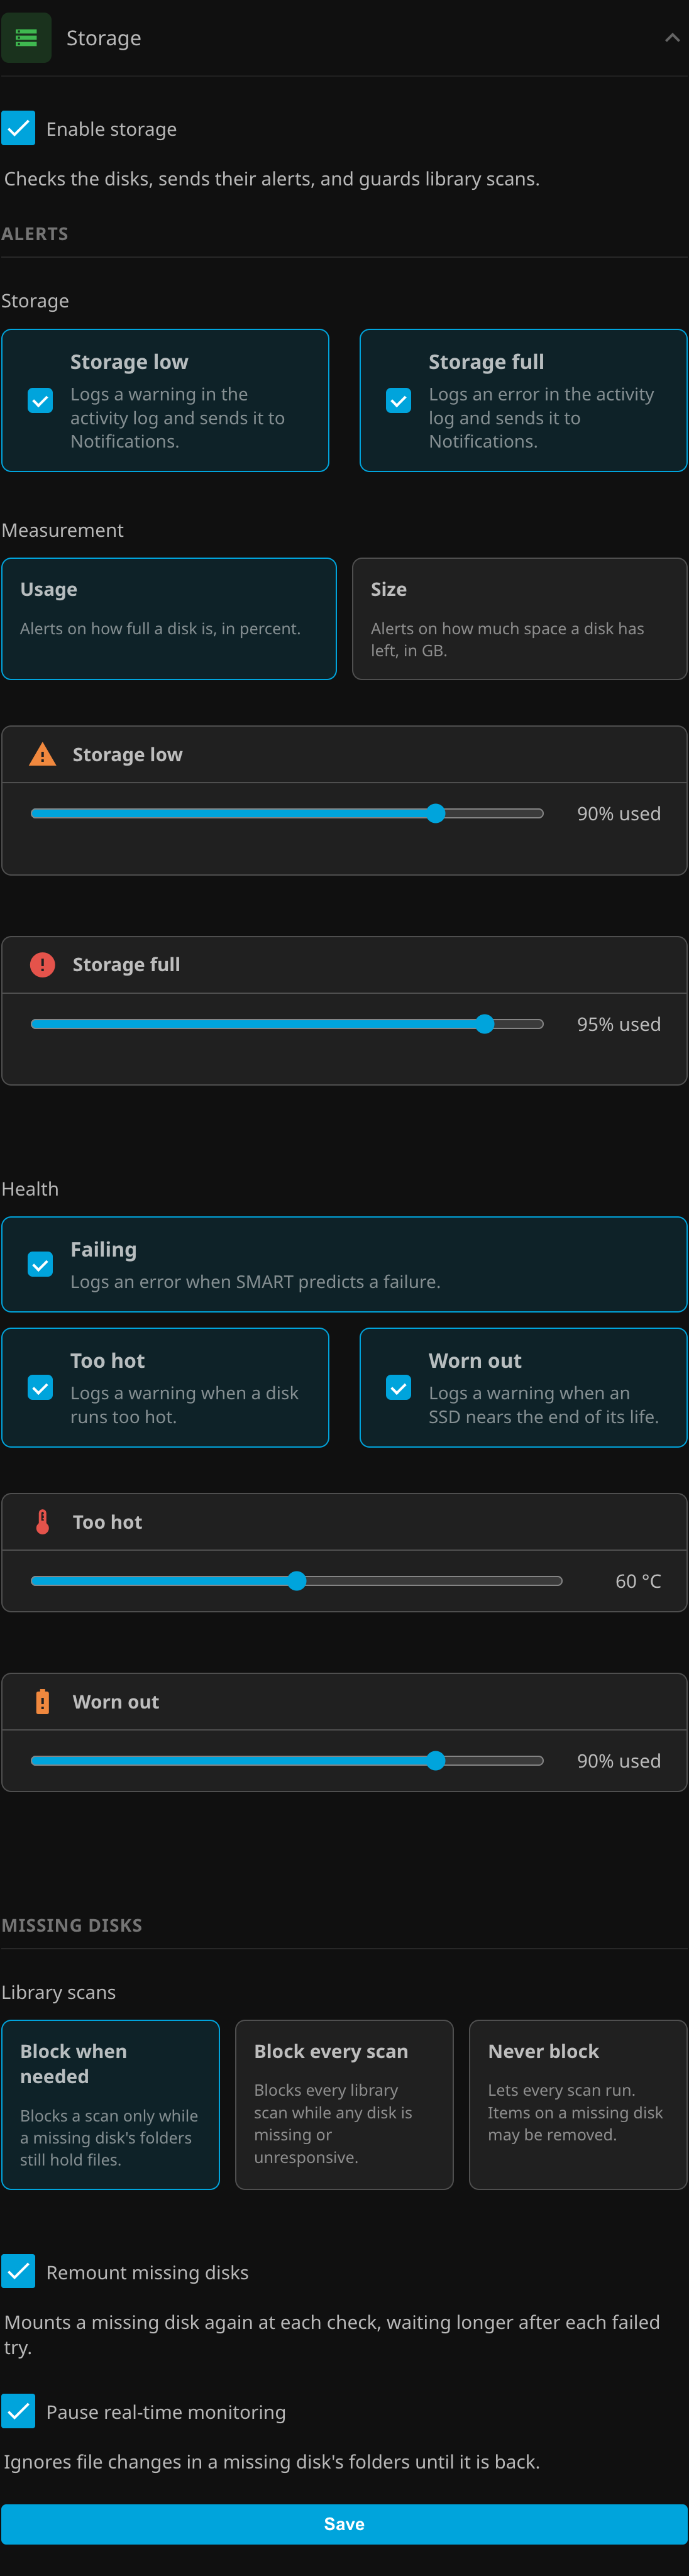 Storage
Enable storage
Checks the disks, sends their alerts, and guards library scans.
ALERTS
Storage
Storage low
Logs a warning in the
activity log and sends it to
Notifications.
Storage full
Logs an error in the activity
log and sends it to
Notifications.
Measurement
Usage
Alerts on how full a disk is, in percent.
Size
Alerts on how much space a disk has
left, in GB.
Storage low
90% used
Storage full
95% used
Health
Failing
Logs an error when SMART predicts a failure.
Too hot
Logs a warning when a disk
runs too hot.
Worn out
Logs a warning when an
SSD nears the end of its life.
Too hot
60 °C
Worn out
90% used
MISSING DISKS
Library scans
Block when
needed
Blocks a scan only while
a missing disk's folders
still hold files.
Block every scan
Blocks every library
scan while any disk is
missing or
unresponsive.
Never block
Lets every scan run.
Items on a missing disk
may be removed.
Remount missing disks
Mounts a missing disk again at each check, waiting longer after each failed
try.
Pause real-time monitoring
Ignores file changes in a missing disk's folders until it is back.
Save